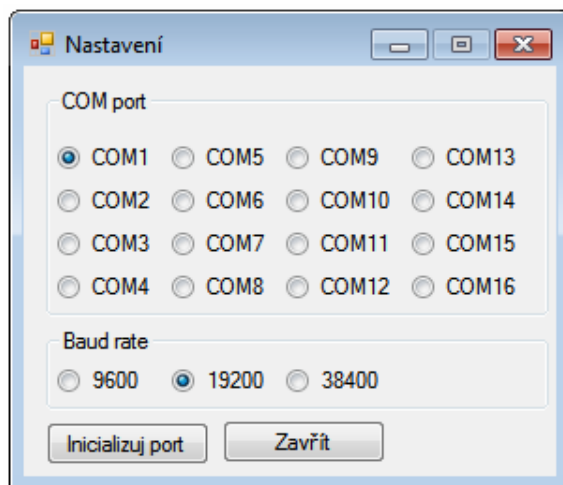 Nastavení
COM port
COM1 COM5 COM9 COM13
COM2 COM6 COM10 COM14
COM3 COM7 COM11 COM15
COM4 COM8 COM12 COM16
Baud rate
9600 19200 38400
Inicializuj port Zavřít